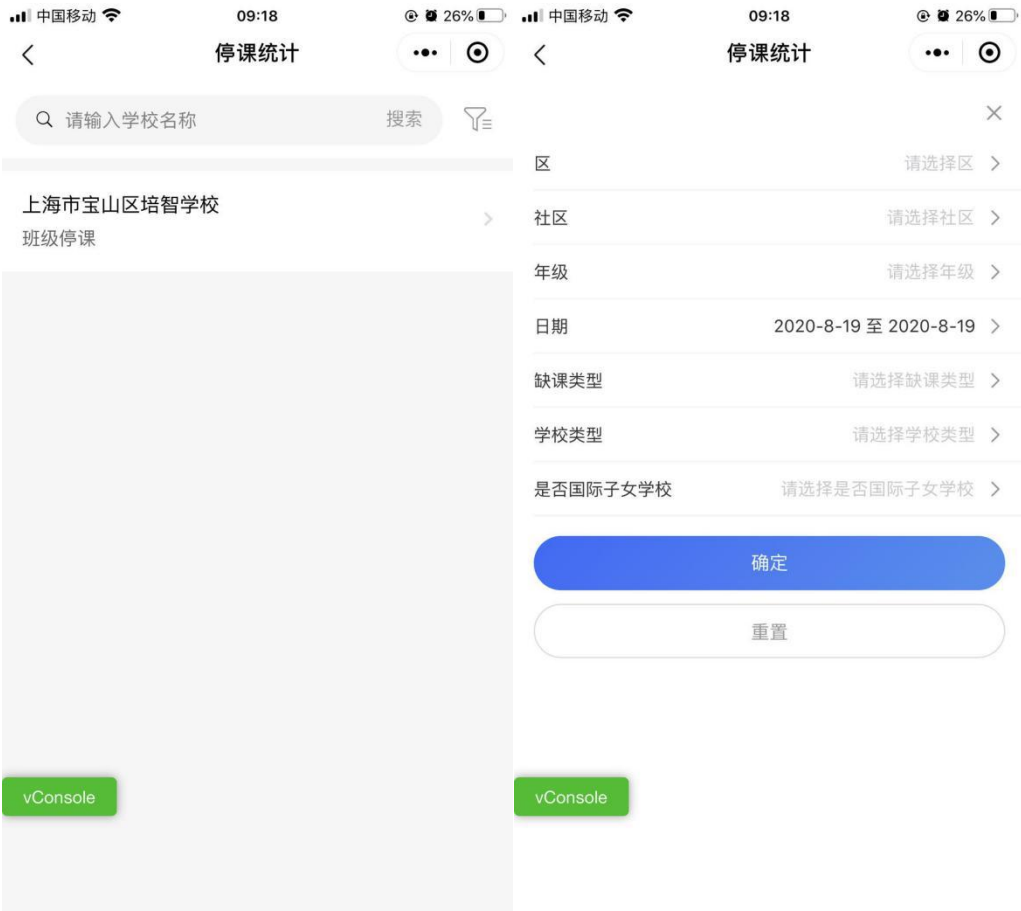 中国移动 09:18 26%
停课统计
请输入学校名称 搜索
上海市宝山区培智学校
班级停课
vConsole
中国移动 09:18 26%
停课统计
区 请选择区
社区 请选择社区
年级 请选择年级
日期 2020-8-19 至 2020-8-19
缺课类型 请选择缺课类型
学校类型 请选择学校类型
是否国际子女学校 请选择是否国际子女学校
确定
重置
vConsole